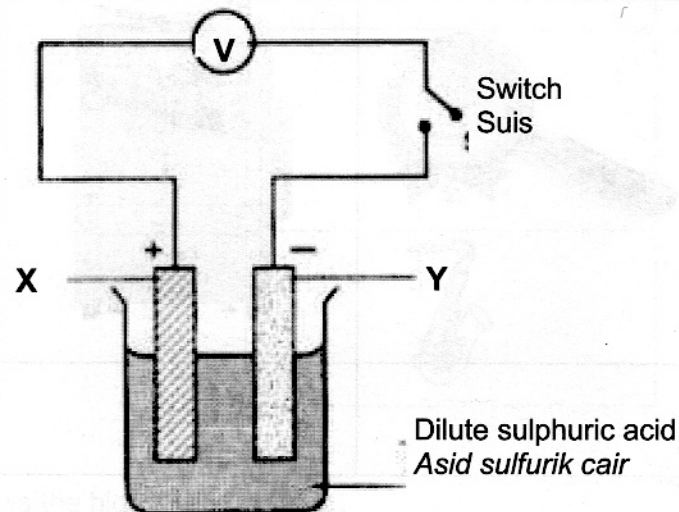 V
Switch
Suis
+ −
X
Y
Dilute sulphuric acid
Asid sulfurik cair